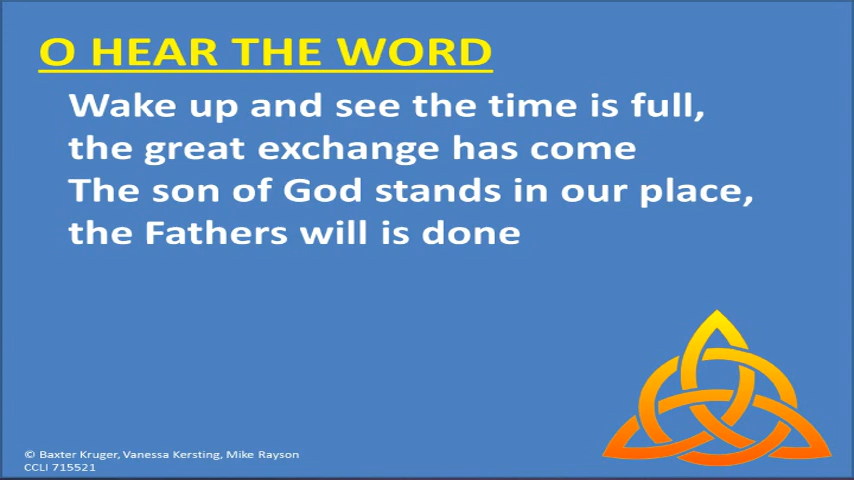 O HEAR THE WORD
Wake up and see the time is full,
the great exchange has come
The son of God stands in our place,
the Fathers will is done
© Baxter Kruger, Vanessa Kersting, Mike Rayson
CCLI 715521